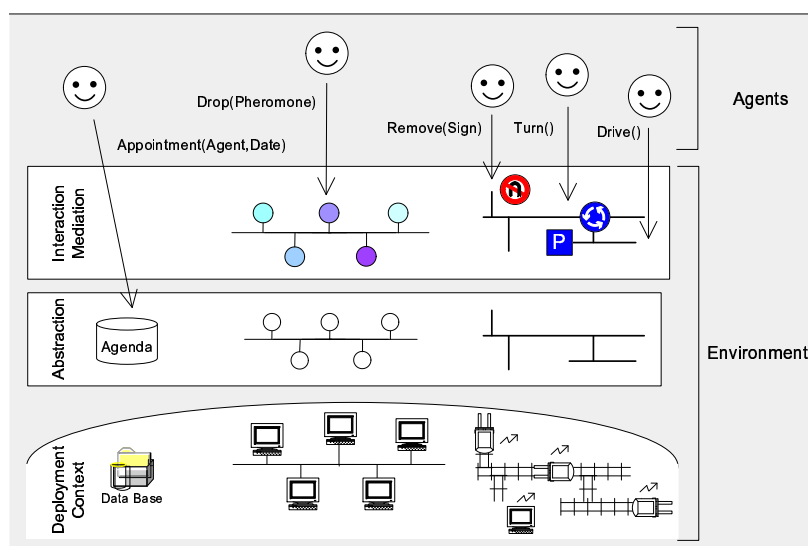 Agents
Drop(Pheromone)
Remove(Sign)
Turn()
Drive()
Appointment(Agent,Date)
Interaction
Mediation
P
Abstraction
Agenda
Environment
Deployment
Context
Data Base